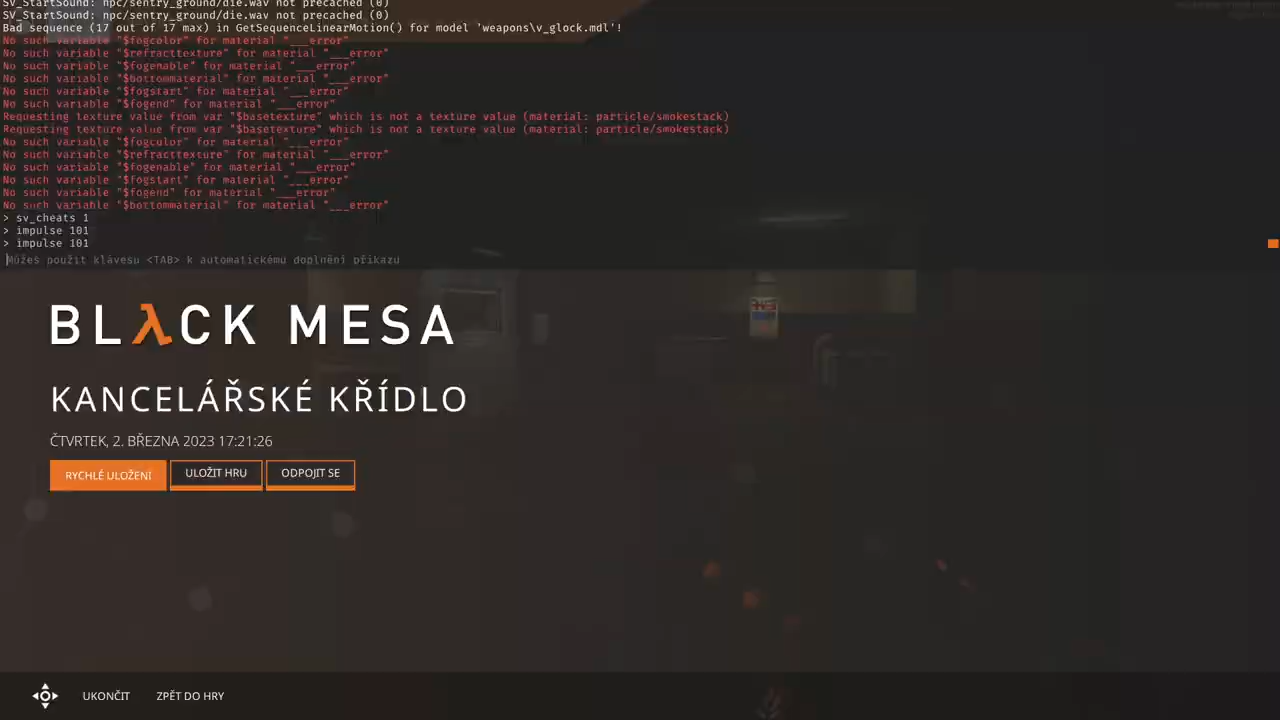 SV_StartSound: npc/sentry_ground/die.wav not precached (0)
SV_StartSound: npc/sentry_ground/die.wav not precached (0)
Bad sequence (17 out of 17 max) in GetSequenceLinearMotion() for model 'weapons\v_glock.mdl'!
No such variable "$fogcolor" for material "___error"
No such variable "$refracttexture" for material "___error"
No such variable "$fogenable" for material "___error"
No such variable "$bottommaterial" for material "___error"
No such variable "$fogstart" for material "___error"
No such variable "$fogend" for material "___error"
Requesting texture value from var "$basetexture" which is not a texture value (material: particle/smokestack)
Requesting texture value from var "$basetexture" which is not a texture value (material: particle/smokestack)
No such variable "$fogcolor" for material "___error"
No such variable "$refracttexture" for material "___error"
No such variable "$fogenable" for material "___error"
No such variable "$fogstart" for material "___error"
No such variable "$fogend" for material "___error"
No such variable "$bottommaterial" for material "___error"
> sv_cheats 1
> impulse 101
> impulse 101
Můžeš použít klávesu <TAB> k automatickému doplnění příkazu
BLλCK MESA
KANCELÁŘSKÉ KŘÍDLO
ČTVRTEK, 2. BŘEZNA 2023 17:21:26
RYCHLÉ ULOŽENÍ
ULOŽIT HRU
ODPOJIT SE
UKONČIT
ZPĚT DO HRY